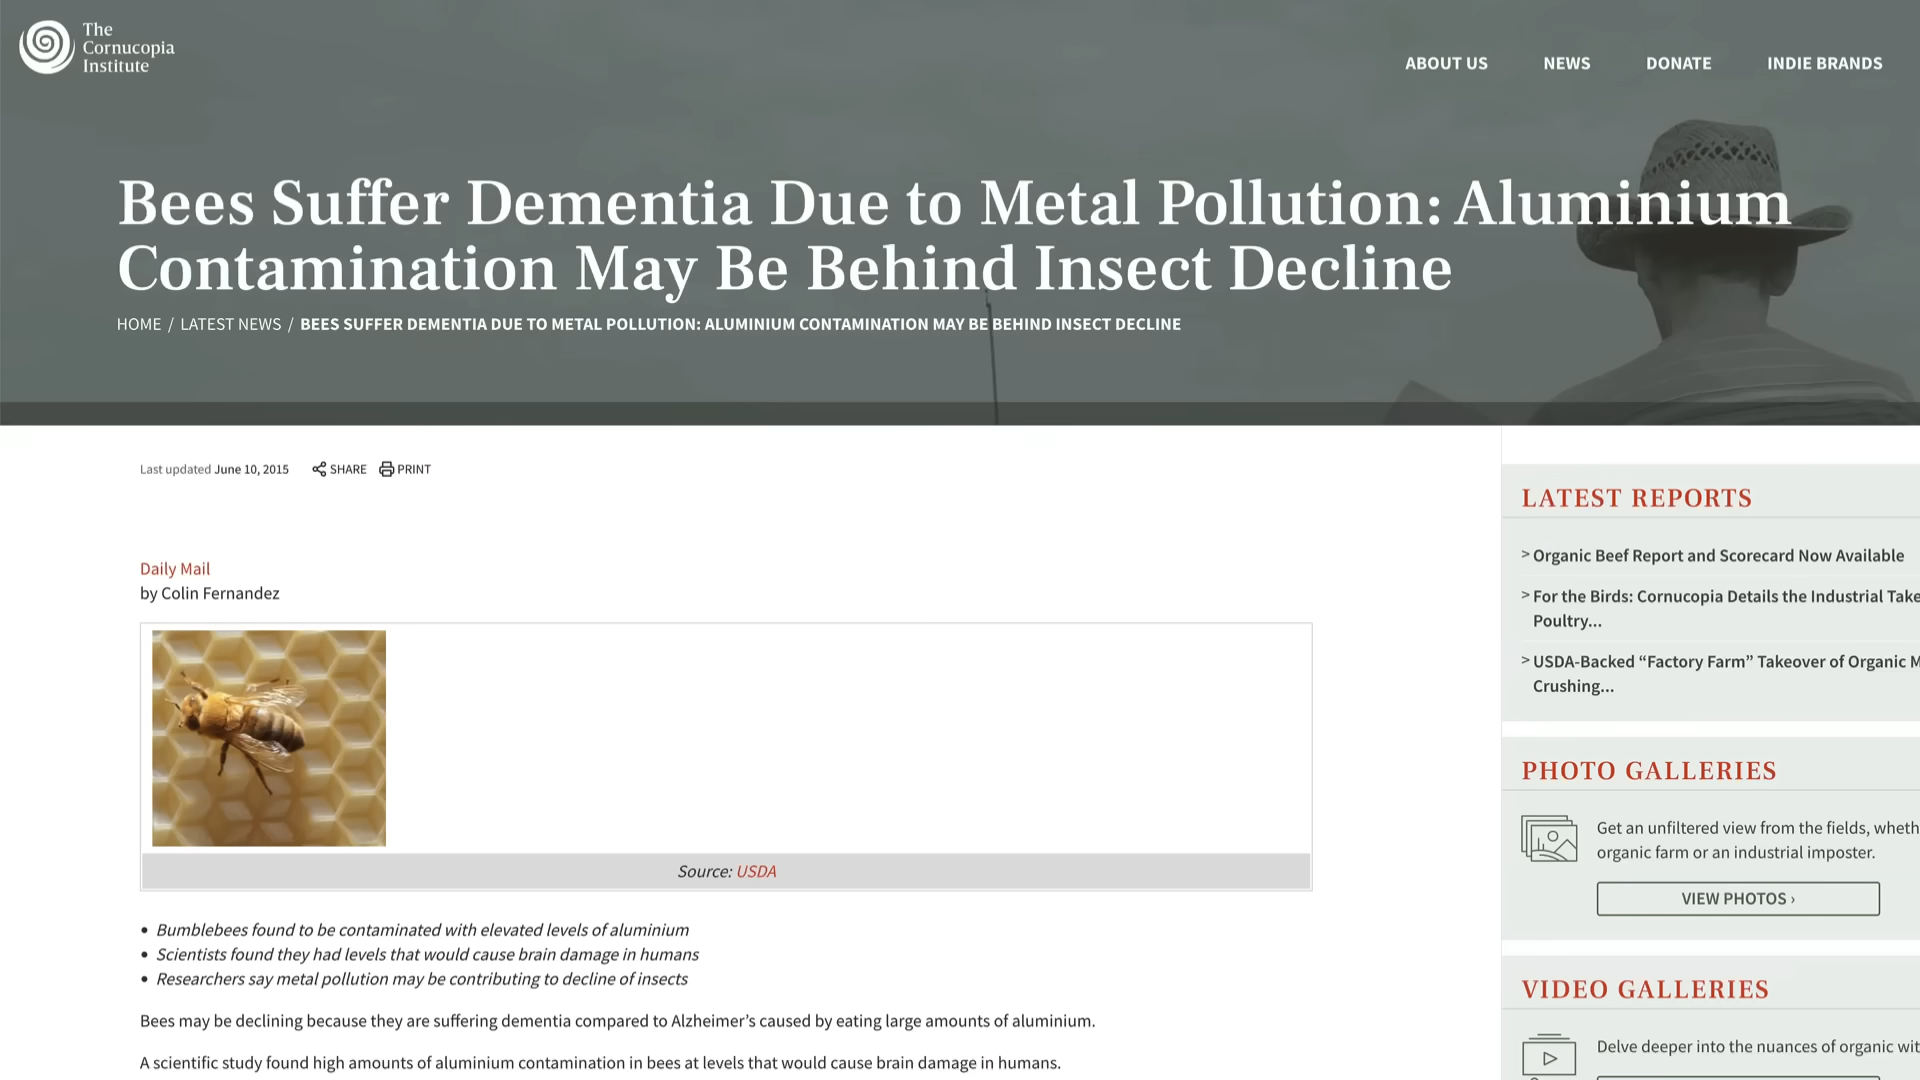 The
Cornucopia
Institute
ABOUT US
NEWS
DONATE
INDIE BRANDS
Bees Suffer Dementia Due to Metal Pollution: Aluminium
Contamination May Be Behind Insect Decline
HOME / LATEST NEWS / BEES SUFFER DEMENTIA DUE TO METAL POLLUTION: ALUMINIUM CONTAMINATION MAY BE BEHIND INSECT DECLINE
Last updated June 10, 2015
SHARE
PRINT
Daily Mail
by Colin Fernandez
Source: USDA
• Bumblebees found to be contaminated with elevated levels of aluminium
• Scientists found they had levels that would cause brain damage in humans
• Researchers say metal pollution may be contributing to decline of insects
Bees may be declining because they are suffering dementia compared to Alzheimer’s caused by eating large amounts of aluminium.
A scientific study found high amounts of aluminium contamination in bees at levels that would cause brain damage in humans.
LATEST REPORTS
> Organic Beef Report and Scorecard Now Available
> For the Birds: Cornucopia Details the Industrial Take
Poultry...
> USDA-Backed “Factory Farm” Takeover of Organic M
Crushing...
PHOTO GALLERIES
Get an unfiltered view from the fields, wheth
organic farm or an industrial imposter.
VIEW PHOTOS ›
VIDEO GALLERIES
Delve deeper into the nuances of organic wit